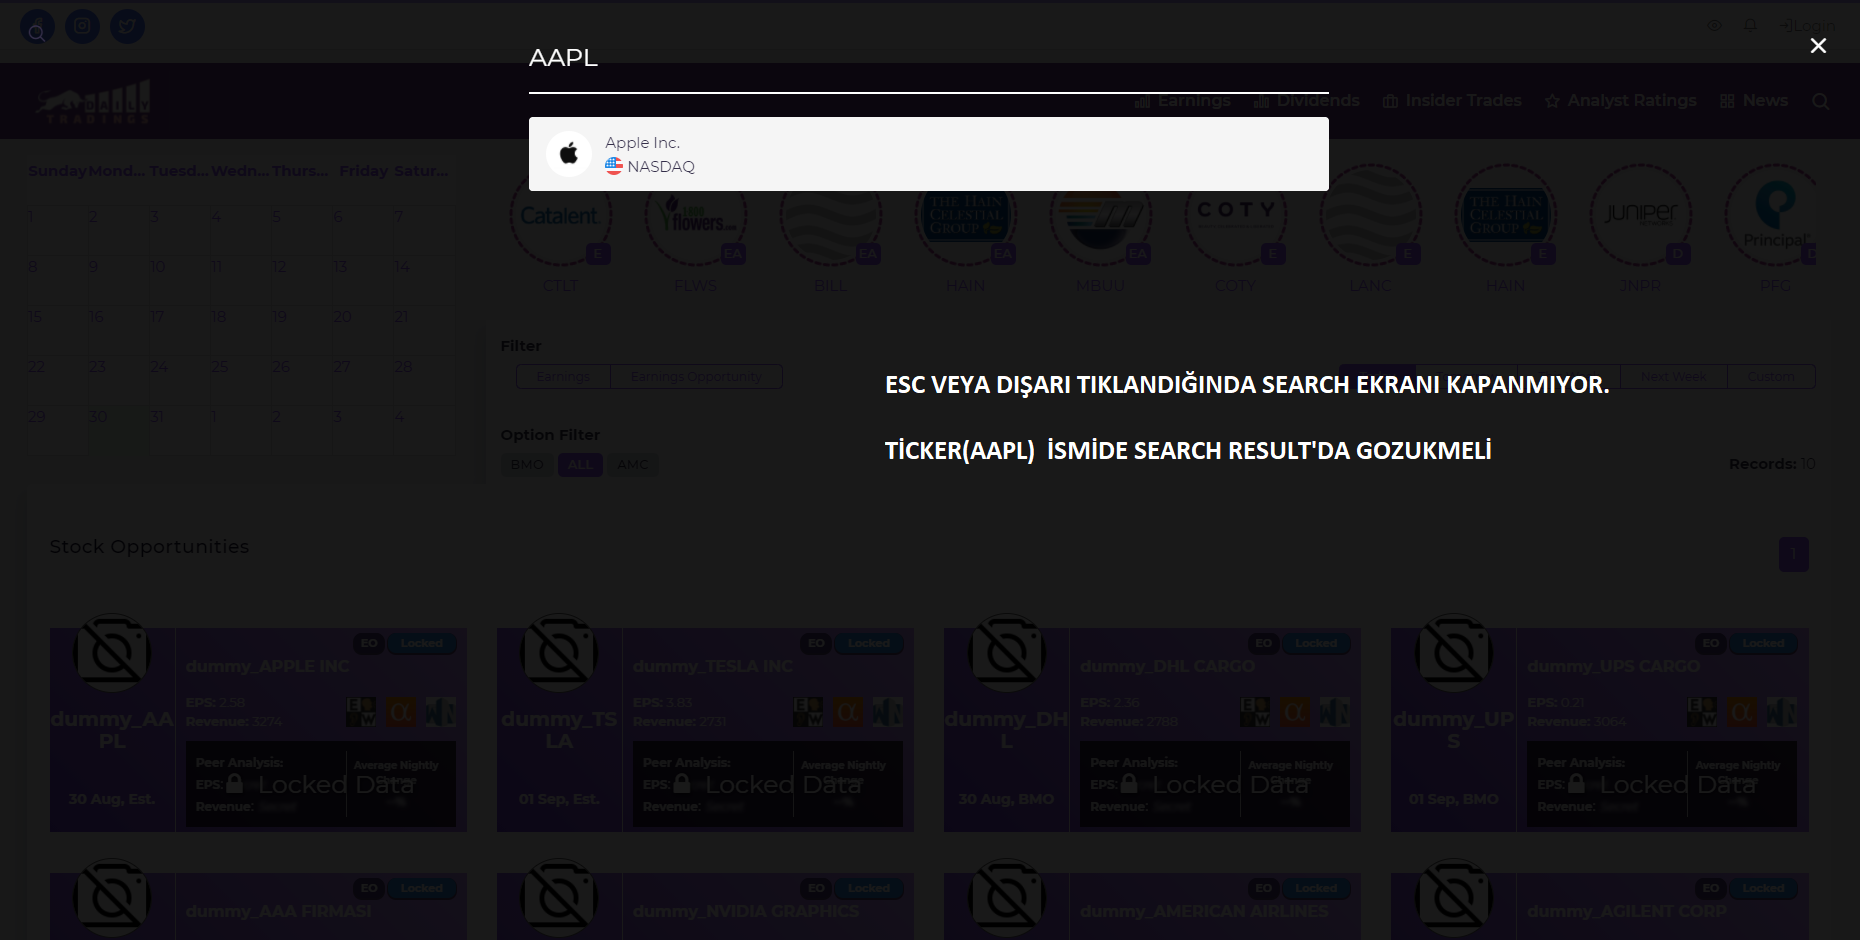 Login
AAPL
DAILY
TRADINGS
Earnings Dividends Insider Trades Analyst Ratings News
Apple Inc.
NASDAQ
Sunday Mond... Tuesd... Wedn... Thurs... Friday Satur...
1 2 3 4 5 6 7
8 9 10 11 12 13 14
15 16 17 18 19 20 21
22 23 24 25 26 27 28
29 30 31 1 2 3 4
Catalent
flowers.com
THE HAIN
CELESTIAL
GROUP
COTY
THE HAIN
CELESTIAL
GROUP
JUNIPER
Principal
E EA EA EA EA E E E D D
CTLT FLWS BILL HAIN MBUU COTY LANC HAIN JNPR PFG
Filter
Earnings Earnings Opportunity
Next Week Custom
ESC VEYA DIŞARI TIKLANDIĞINDA SEARCH EKRANI KAPANMIYOR.
Option Filter
TİCKER(AAPL) İSMİDE SEARCH RESULT'DA GOZUKMELİ
BMO ALL AMC
Records: 10
Stock Opportunities
1
EO Locked
dummy_APPLE INC
EPS: 2.58
Revenue: 3274
dummy_AA
PL
30 Aug, Est.
Peer Analysis:
EPS:
Revenue:
Average Nightly
Change
Locked Data
EO Locked
dummy_TESLA INC
EPS: 3.83
Revenue: 2731
dummy_TS
LA
01 Sep, Est.
Peer Analysis:
EPS:
Revenue:
Average Nightly
Change
Locked Data
EO Locked
dummy_DHL CARGO
EPS: 2.36
Revenue: 2788
dummy_DH
L
30 Aug, BMO
Peer Analysis:
EPS:
Revenue:
Average Nightly
Change
Locked Data
EO Locked
dummy_UPS CARGO
EPS: 0.21
Revenue: 3064
dummy_UP
S
01 Sep, BMO
Peer Analysis:
EPS:
Revenue:
Average Nightly
Change
Locked Data
EO Locked
dummy_AAA FIRMASI
EO Locked
dummy_NVIDIA GRAPHICS
EO Locked
dummy_AMERICAN AIRLINES
EO Locked
dummy_AGILENT CORP